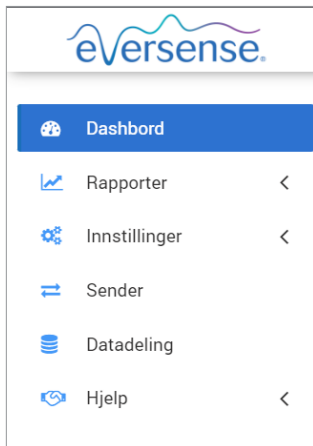 eversense.
Dashbord
Rapporter
Innstillinger
Sender
Datadeling
Hjelp